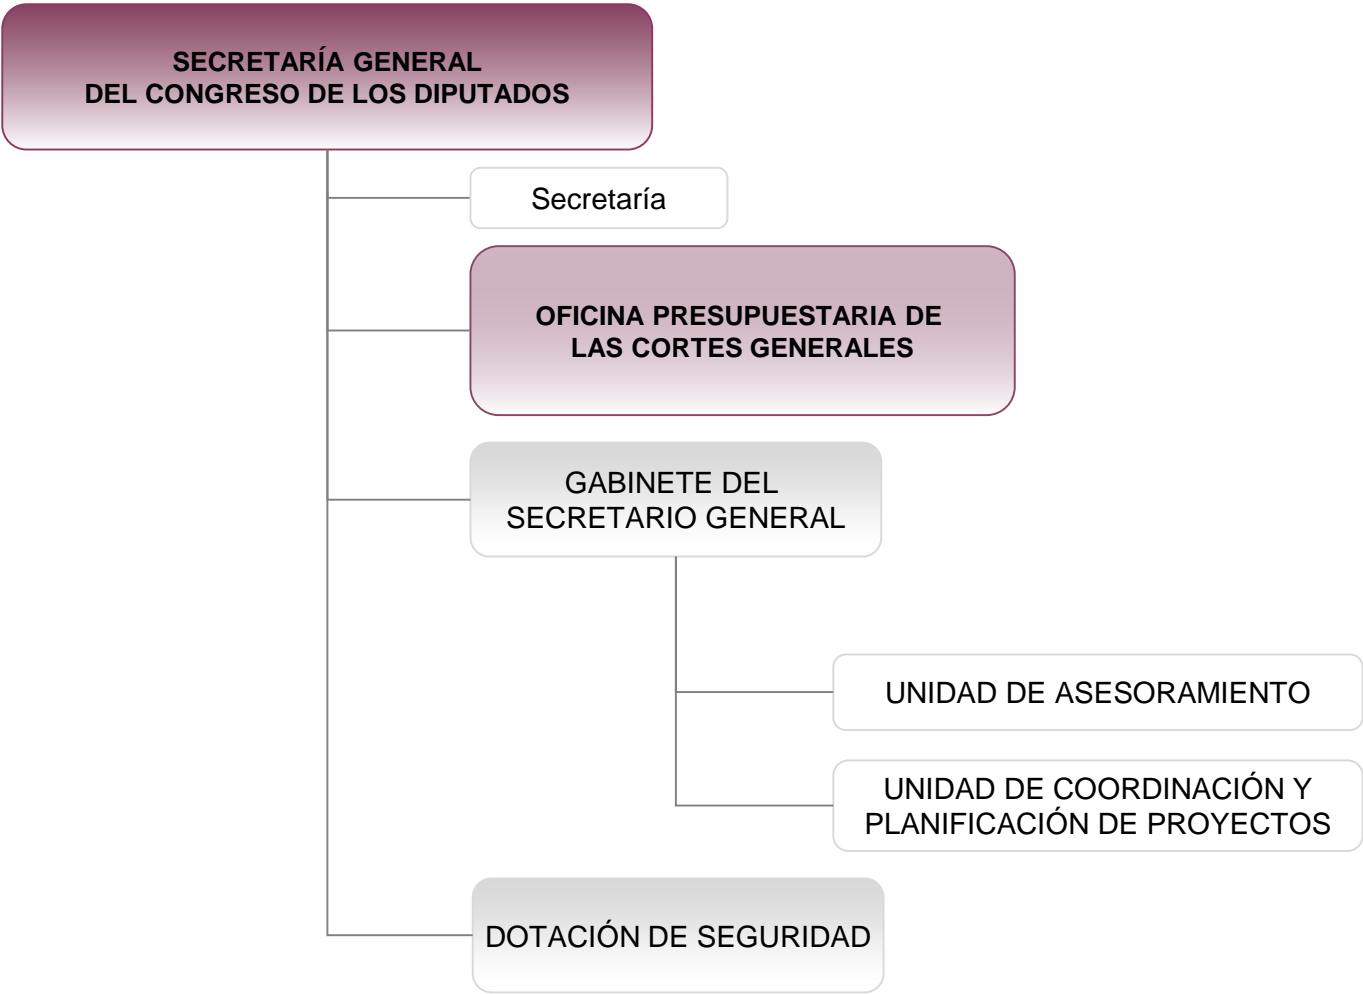 SECRETARÍA GENERAL
DEL CONGRESO DE LOS DIPUTADOS
Secretaría
OFICINA PRESUPUESTARIA DE
LAS CORTES GENERALES
GABINETE DEL
SECRETARIO GENERAL
UNIDAD DE ASESORAMIENTO
UNIDAD DE COORDINACIÓN Y
PLANIFICACIÓN DE PROYECTOS
DOTACIÓN DE SEGURIDAD